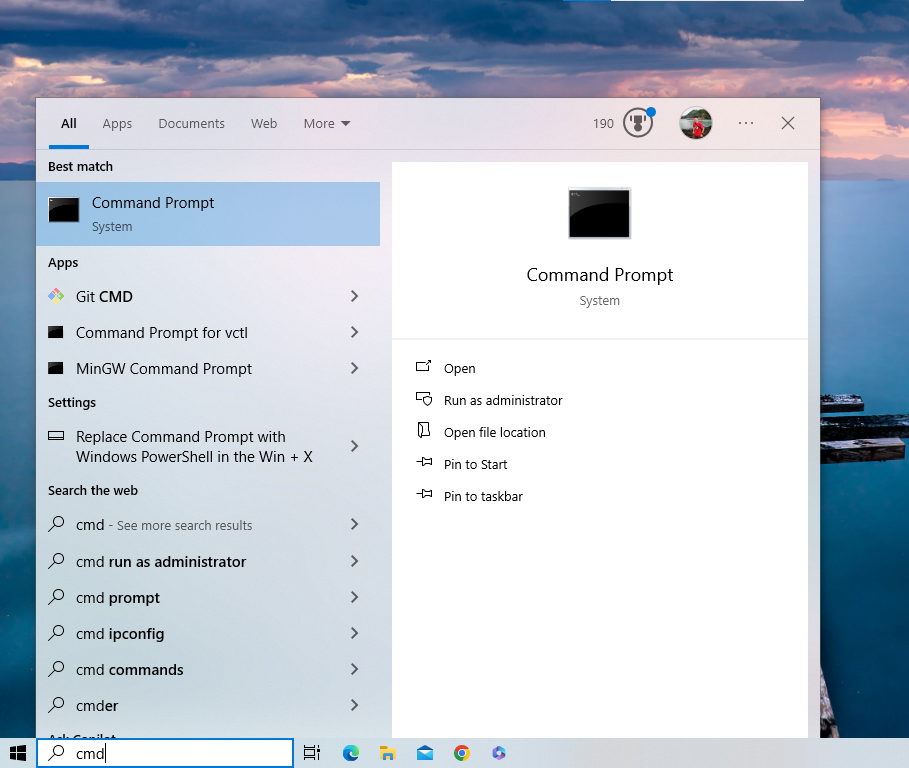 All Apps Documents Web More 190
Best match
Command Prompt
System
Apps
Git CMD
Command Prompt for vctl
MinGW Command Prompt
Settings
Replace Command Prompt with
Windows PowerShell in the Win + X
Search the web
cmd - See more search results
cmd run as administrator
cmd prompt
cmd ipconfig
cmd commands
cmder
Ask Copilot
Command Prompt
System
Open
Run as administrator
Open file location
Pin to Start
Pin to taskbar
cmd